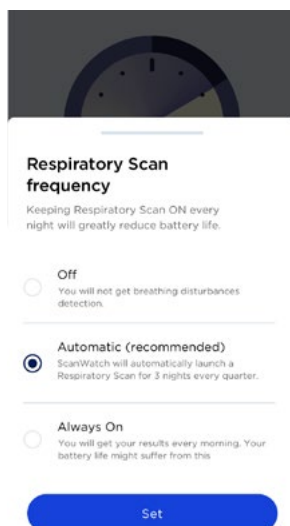 Respiratory Scan
frequency
Keeping Respiratory Scan ON every
night will greatly reduce battery life.
Off
You will not get breathing disturbances
detection.
Automatic (recommended)
ScanWatch will automatically launch a
Respiratory Scan for 3 nights every quarter.
Always On
You will get your results every morning. Your
battery life might suffer from this
Set